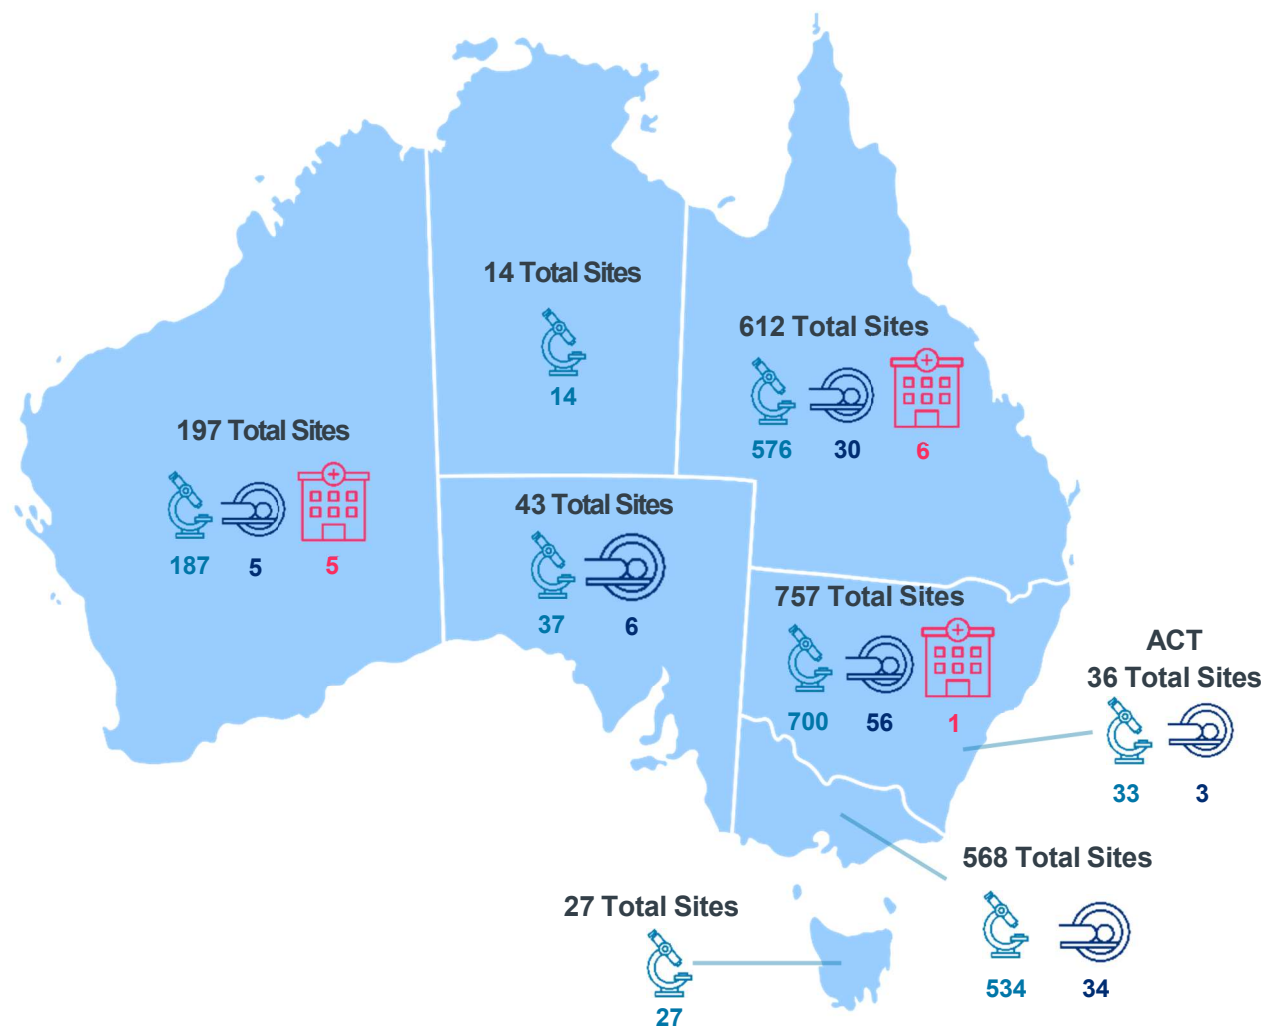 14 Total Sites
14
612 Total Sites
576 30 6
197 Total Sites
187 5 5
43 Total Sites
37 6
757 Total Sites
700 56 1
ACT
36 Total Sites
33 3
568 Total Sites
534 34
27 Total Sites
27